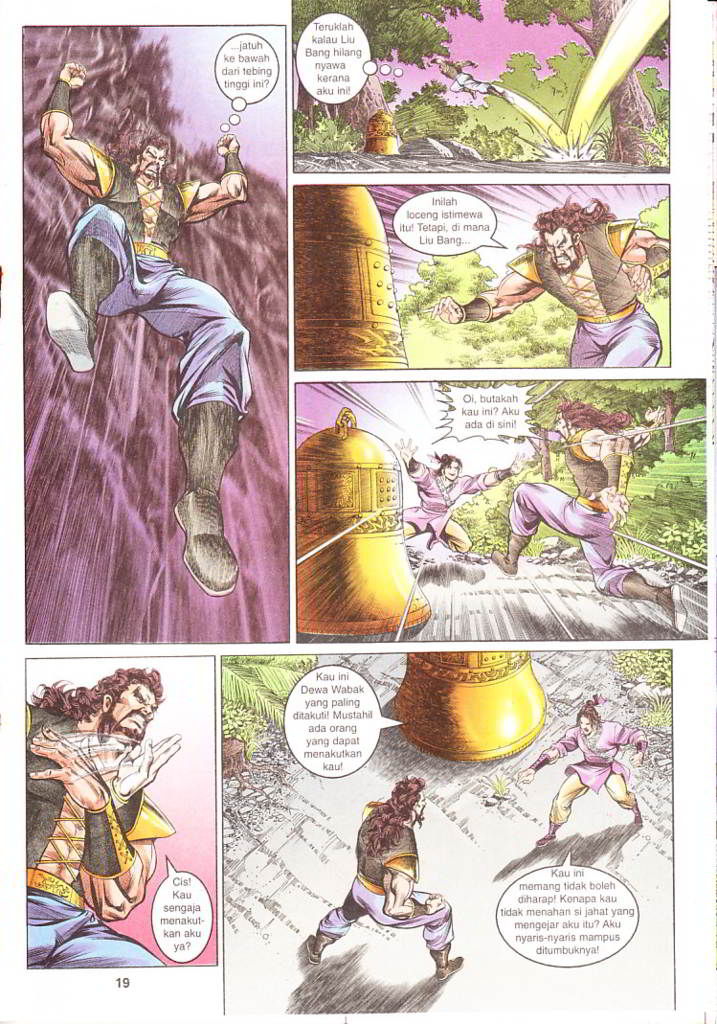 ...jatuh
ke bawah
dari tebing
tinggi ini?
Teruklah
kalau Liu
Bang hilang
nyawa
kerana
aku ini!
Inilah
loceng istimewa
itu! Tetapi, di mana
Liu Bang...
Oi, butakah
kau ini? Aku
ada di sini!
Cis!
Kau
sengaja
menakut-
kan aku
ya?
Kau ini
Dewa Wabak
yang paling
ditakuti! Mustahil
ada orang
yang dapat
menakutkan
kau!
Kau ini
memang tidak boleh
diharap! Kenapa kau
tidak menahan si jahat yang
mengejar aku itu? Aku
nyaris-nyaris mampus
ditumbuknya!
19